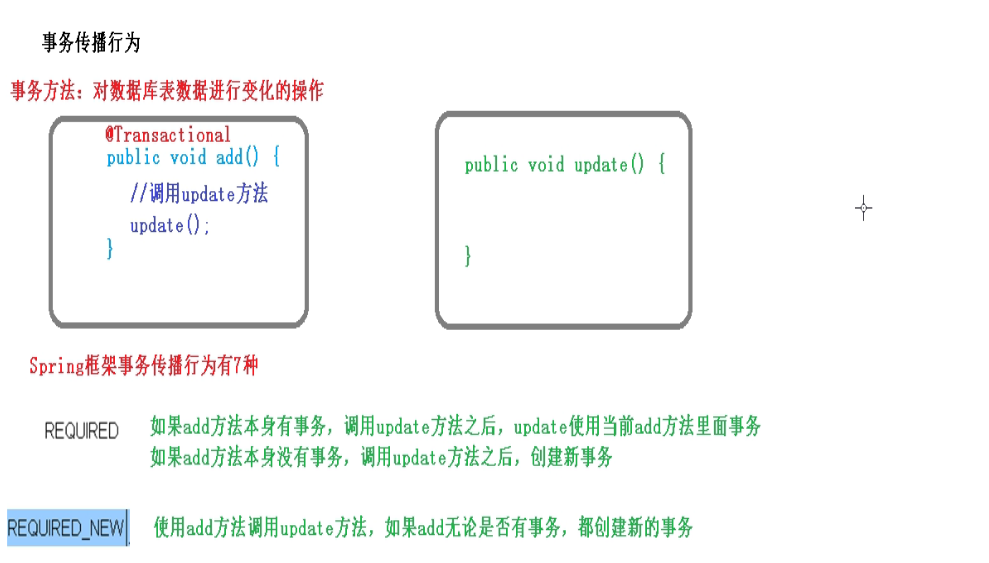 事务传播行为
事务方法：对数据库表数据进行变化的操作
@Transactional
public void add() {
//调用update方法
update();
}
public void update() {
}
Spring框架事务传播行为有7种
REQUIRED
如果add方法本身有事务，调用update方法之后，update使用当前add方法里面事务
如果add方法本身没有事务，调用update方法之后，创建新事务
REQUIRED_NEW
使用add方法调用update方法，如果add无论是否有事务，都创建新的事务